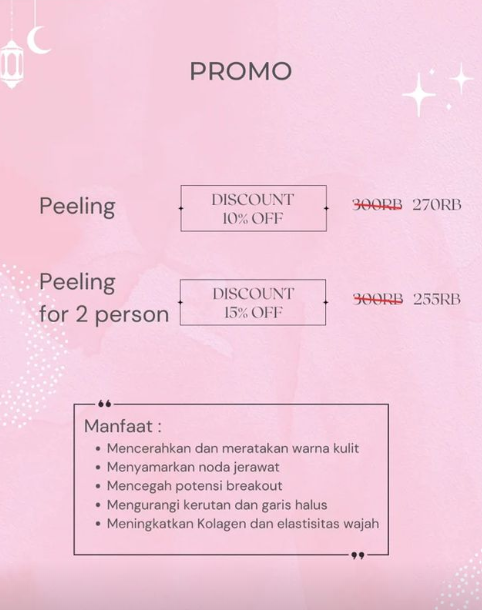 PROMO
Peeling
DISCOUNT
10% OFF
300RB 270RB
Peeling
for 2 person
DISCOUNT
15% OFF
300RB 255RB
Manfaat :
• Mencerahkan dan meratakan warna kulit
• Menyamarkan noda jerawat
• Mencegah potensi breakout
• Mengurangi kerutan dan garis halus
• Meningkatkan Kolagen dan elastisitas wajah